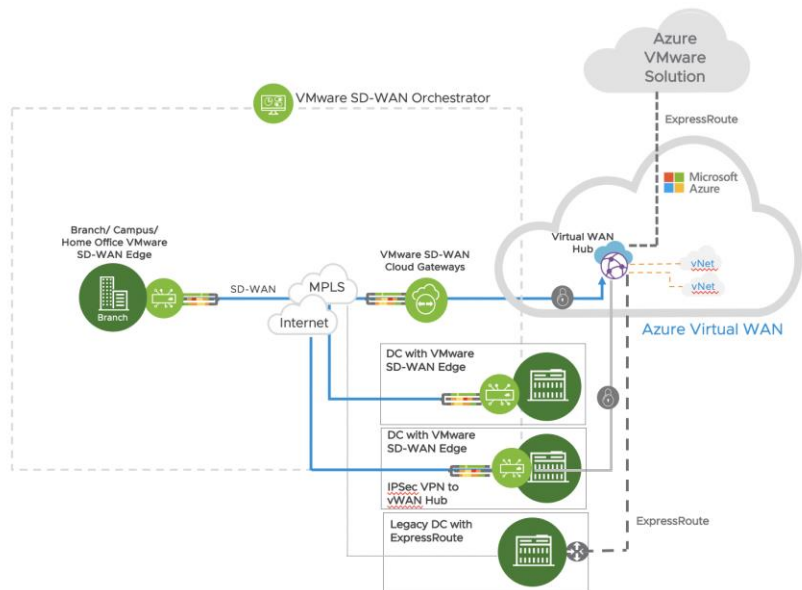 Azure
VMware
Solution
VMware SD-WAN Orchestrator
ExpressRoute
Microsoft
Azure
Branch/ Campus/
Home Office VMware
SD-WAN Edge
VMware SD-WAN
Cloud Gateways
Virtual WAN
Hub
vNet
vNet
SD-WAN
MPLS
Internet
Branch
Azure Virtual WAN
DC with VMware
SD-WAN Edge
DC with VMware
SD-WAN Edge
IPSec VPN to
vWAN Hub
Legacy DC with
ExpressRoute
ExpressRoute